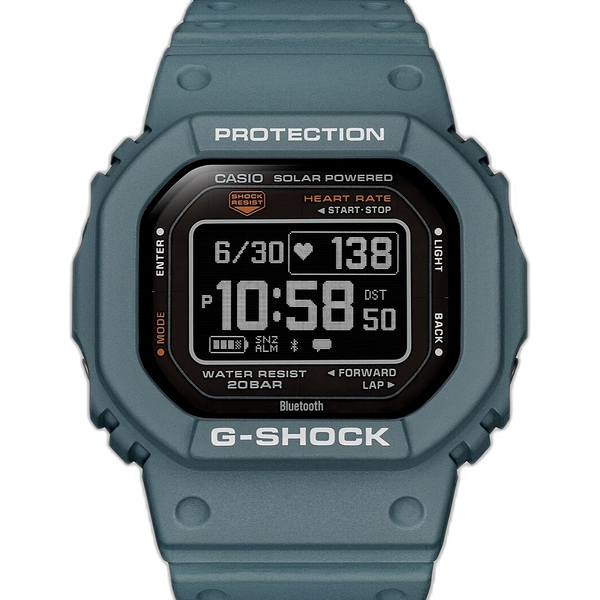 PROTECTION
CASIO SOLAR POWERED
SHOCK RESIST
HEART RATE
START·STOP
ENTER
LIGHT
6/30 138
P 10:58 50
DST
MODE
BACK
SNZ
ALM
WATER RESIST
20BAR
FORWARD
LAP
Bluetooth
G-SHOCK